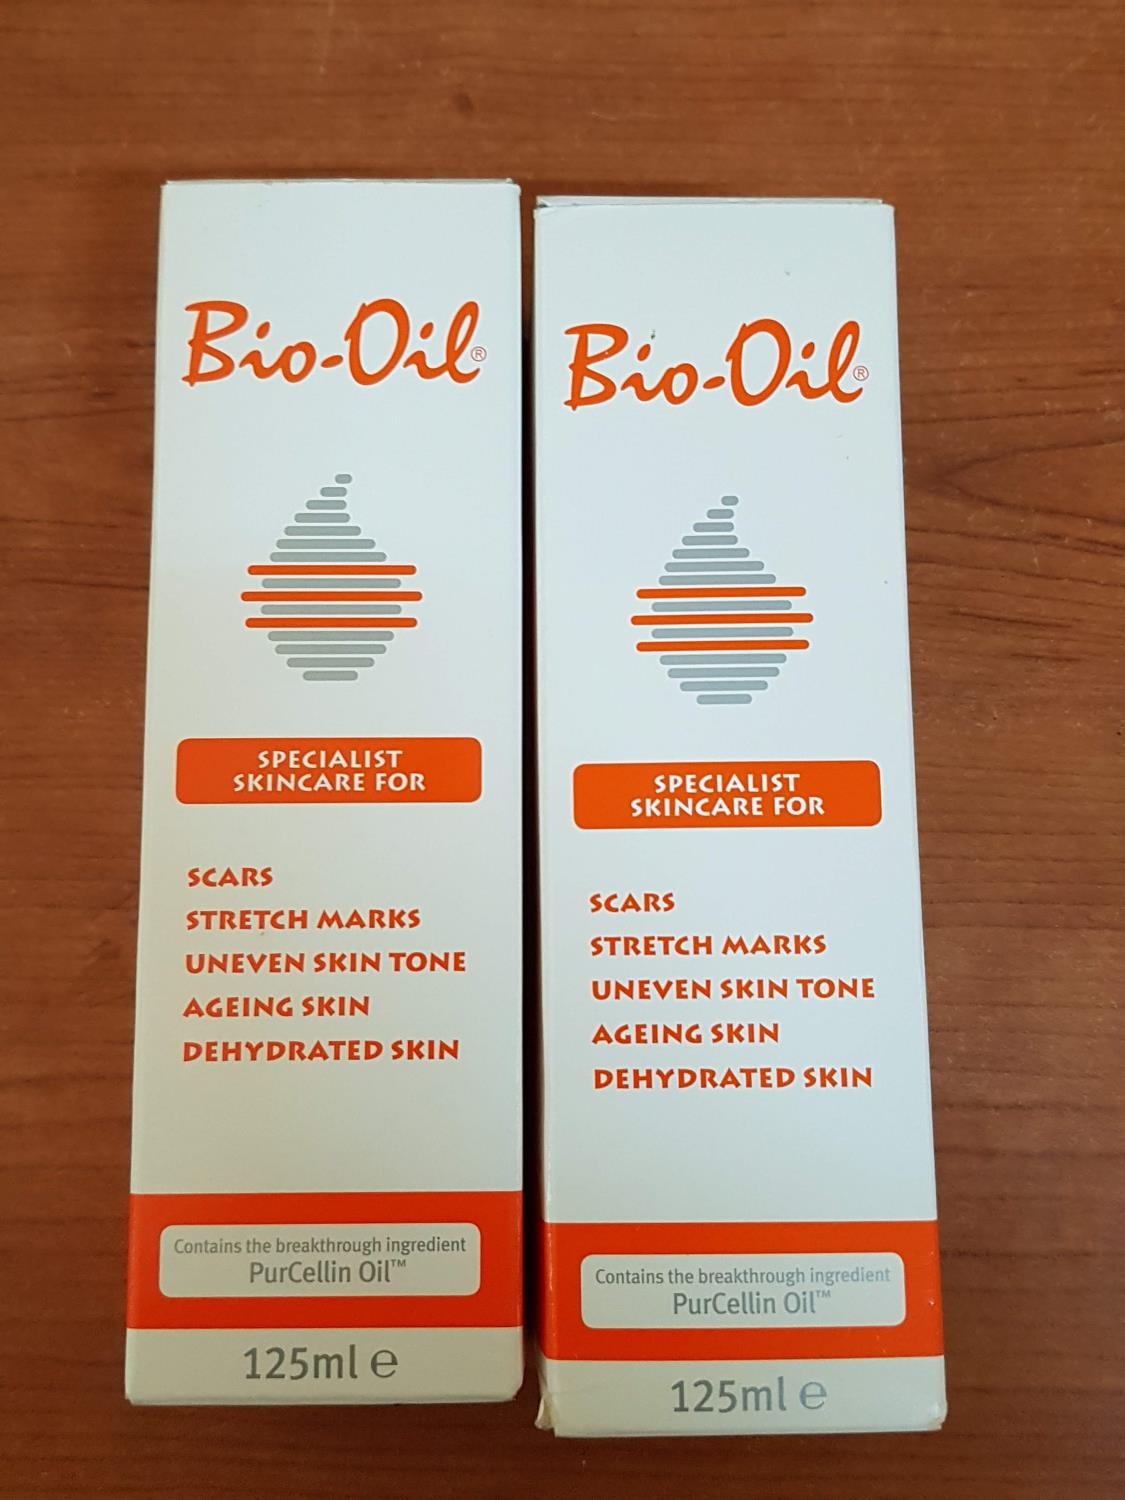 Bio-Oil®
SPECIALIST
SKINCARE FOR
SCARS
STRETCH MARKS
UNEVEN SKIN TONE
AGEING SKIN
DEHYDRATED SKIN
Contains the breakthrough ingredient
PurCellin Oil™
125ml ℮
Bio-Oil®
SPECIALIST
SKINCARE FOR
SCARS
STRETCH MARKS
UNEVEN SKIN TONE
AGEING SKIN
DEHYDRATED SKIN
Contains the breakthrough ingredient
PurCellin Oil™
125ml ℮